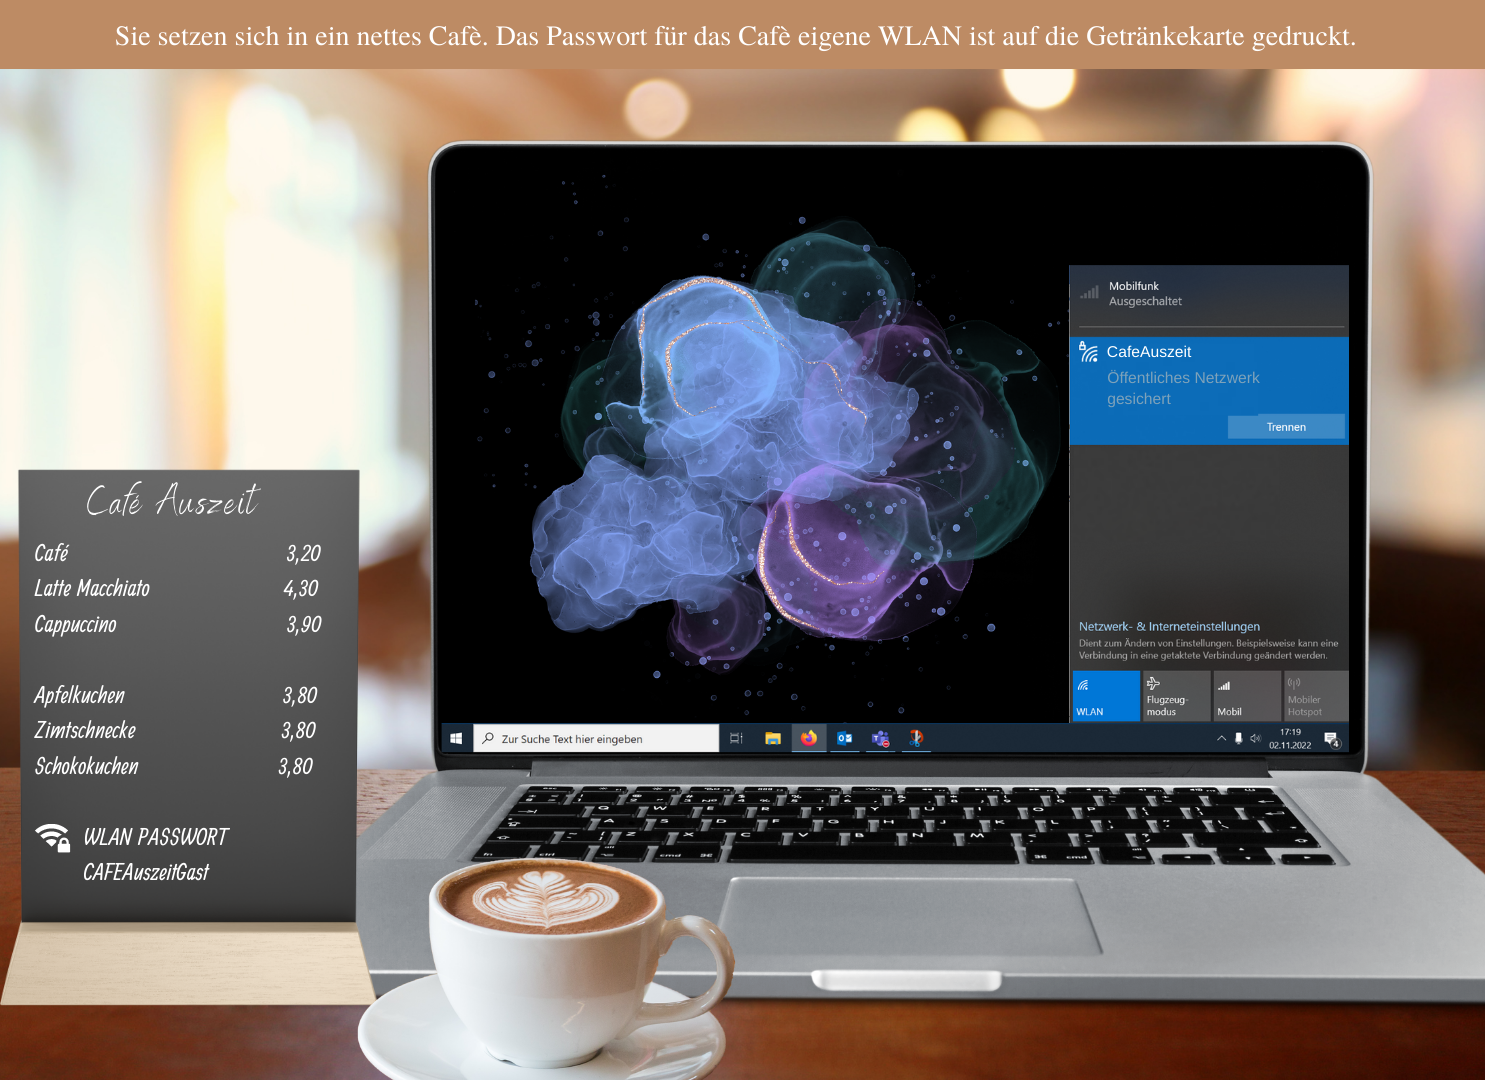 Sie setzen sich in ein nettes Cafè. Das Passwort für das Cafè eigene WLAN ist auf die Getränkekarte gedruckt.
Café Auszeit
Café 3,20
Latte Macchiato 4,30
Cappuccino 3,90
Apfelkuchen 3,80
Zimtschnecke 3,80
Schokokuchen 3,80
WLAN PASSWORT
CAFEAuszeitGast
Mobilfunk
Ausgeschaltet
CafeAuszeit
Öffentliches Netzwerk
gesichert
Trennen
Netzwerk- & Interneteinstellungen
Dient zum Ändern von Einstellungen. Beispielsweise kann eine
Verbindung in eine getaktete Verbindung geändert werden.
WLAN
Flugzeug-
modus
Mobil
Mobiler
Hotspot
Zur Suche Text hier eingeben
17:19
02.11.2022
4